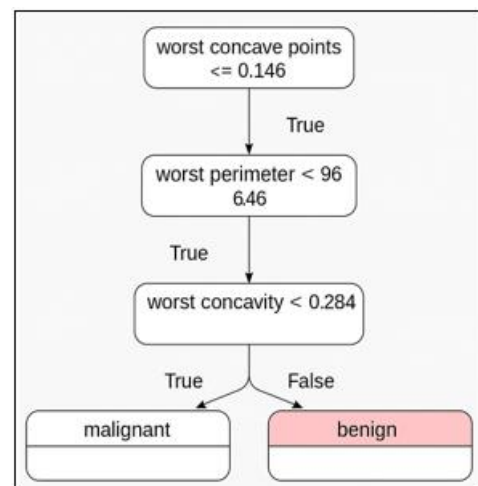 worst concave points
<= 0.146
True
worst perimeter < 96
6.46
True
worst concavity < 0.284
True
False
malignant
benign